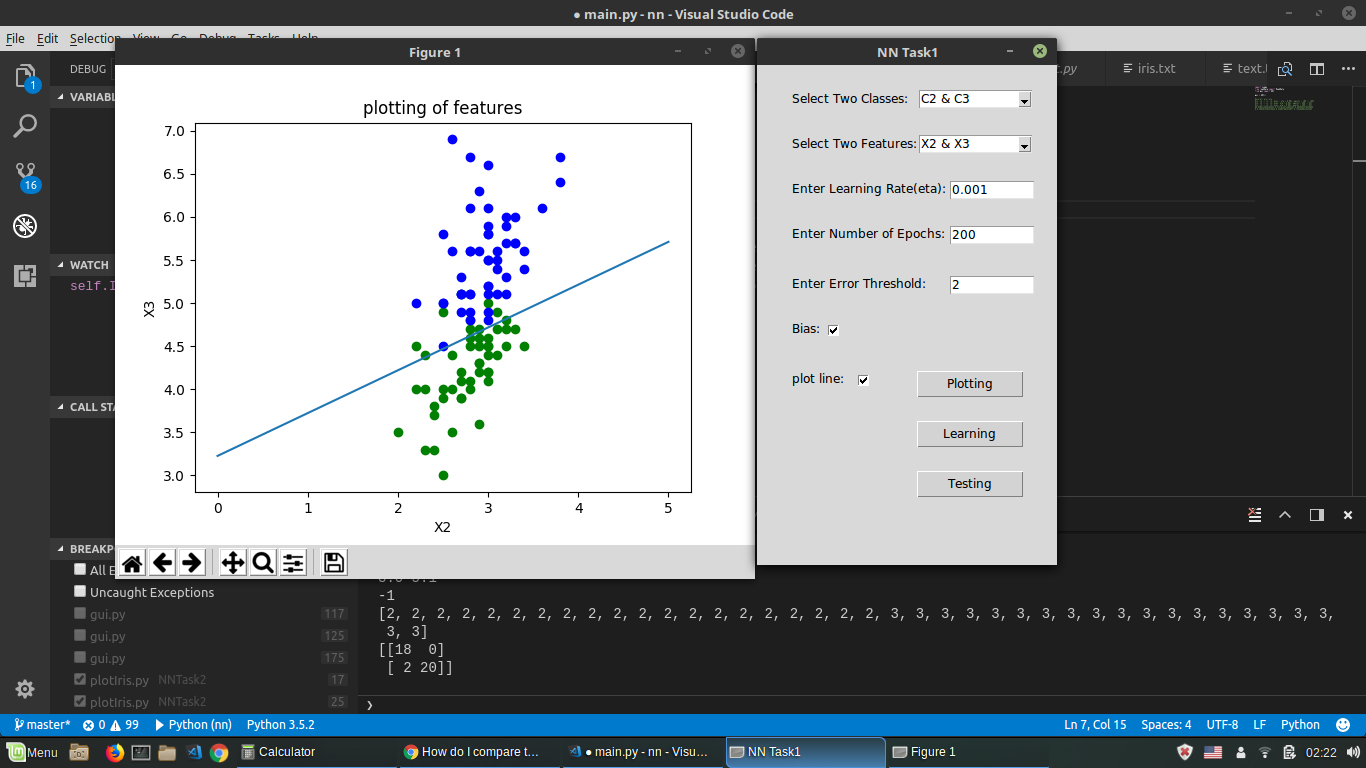 ● main.py - nn - Visual Studio Code
File Edit Selection View Go Debug Tasks Help
DEBUG
iris.txt
VARIABL
WATCH
CALL STA
BREAKP
All E
Uncaught Exceptions
gui.py 117
gui.py 125
gui.py 175
plotIris.py NNTask2 17
plotIris.py NNTask2 25
1
16
Figure 1
plotting of features
7.0
6.5
6.0
5.5
5.0
4.5
4.0
3.5
3.0
X3
0 1 2 3 4 5
X2
NN Task1
Select Two Classes: C2 & C3
Select Two Features: X2 & X3
Enter Learning Rate(eta): 0.001
Enter Number of Epochs: 200
Enter Error Threshold: 2
Bias:
plot line:
Plotting
Learning
Testing
-1
[2, 2, 2, 2, 2, 2, 2, 2, 2, 2, 2, 2, 2, 2, 2, 2, 2, 2, 2, 2, 3, 3, 3, 3, 3, 3, 3, 3, 3, 3, 3, 3, 3, 3, 3, 3, 3, 3,
3, 3]
[[18 0]
[ 2 20]]
❯
master* 0 99 Python (nn) Python 3.5.2 Ln 7, Col 15 Spaces: 4 UTF-8 LF Python
Menu Calculator How do I compare t... ● main.py - nn - Visu... NN Task1 Figure 1 02:22